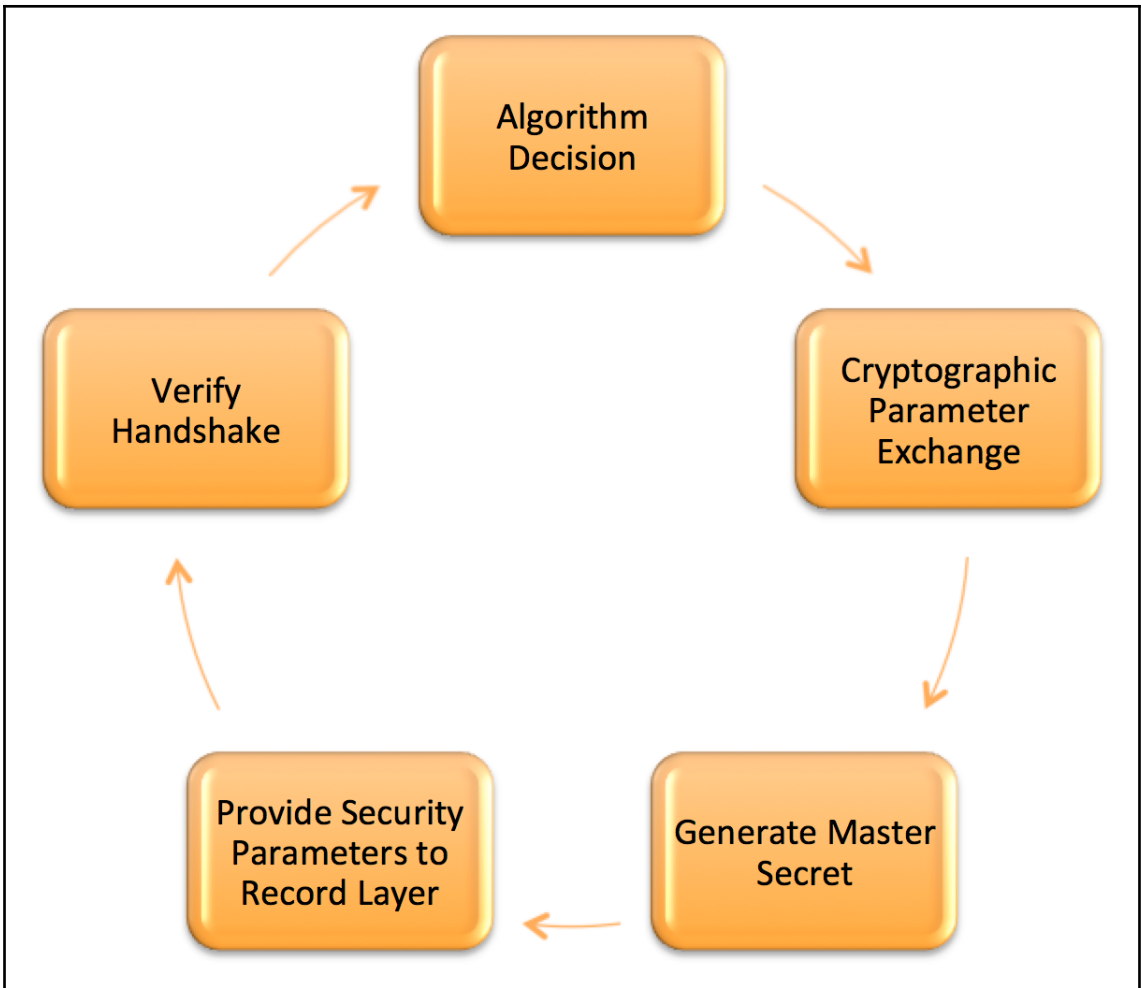 Algorithm
Decision
Cryptographic
Parameter
Exchange
Generate Master
Secret
Provide Security
Parameters to
Record Layer
Verify
Handshake